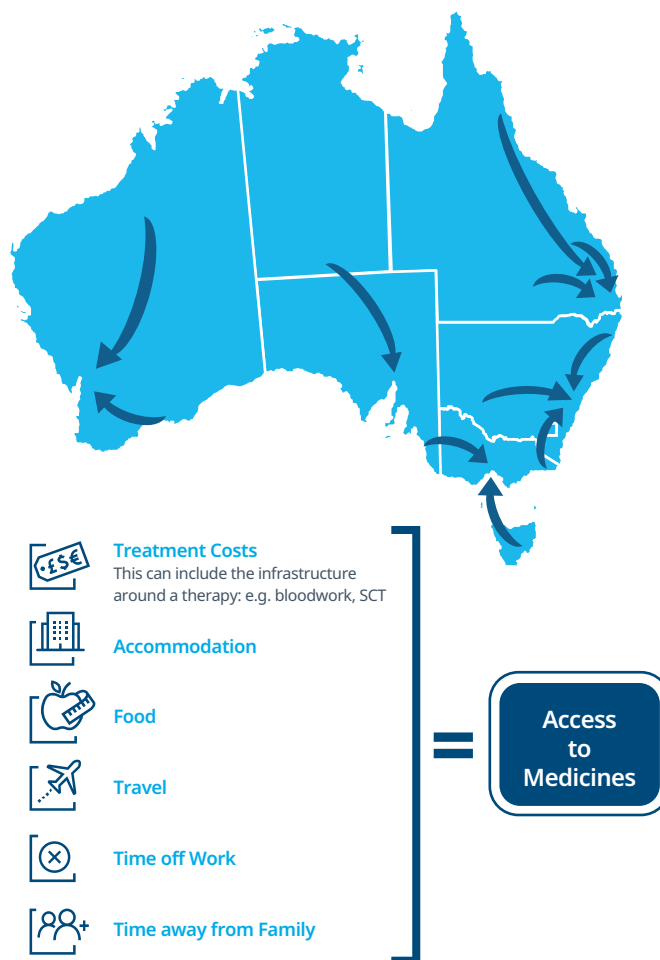 £$€
Treatment Costs
This can include the infrastructure
around a therapy: e.g. bloodwork, SCT
Accommodation
Food
Travel
Time off Work
Time away from Family
=
Access
to
Medicines